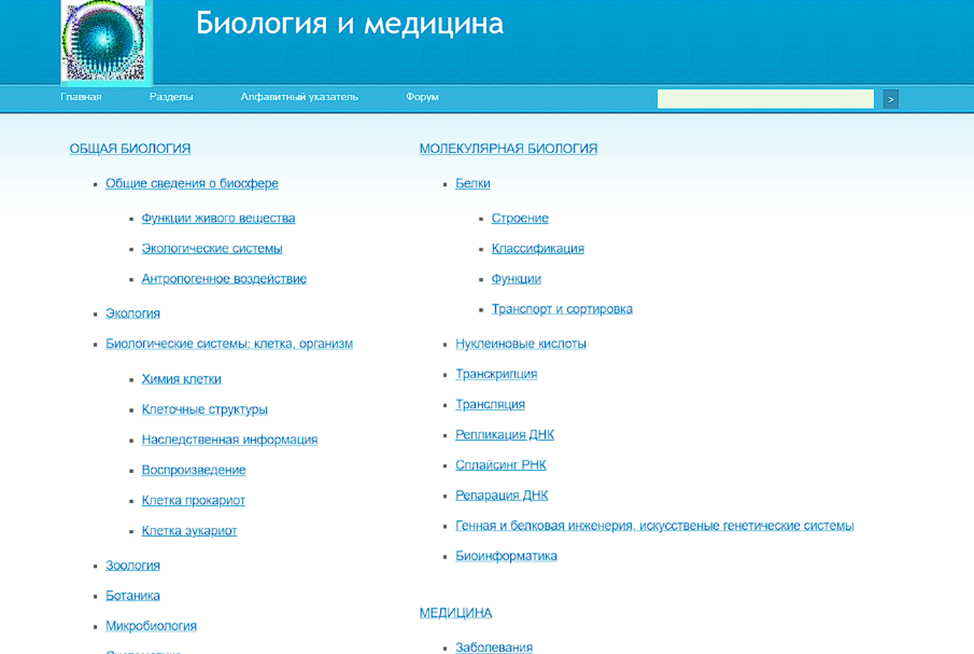 Биология и медицина
Главная Разделы Алфавитный указатель Форум >
ОБЩАЯ БИОЛОГИЯ
Общие сведения о биосфере
Функции живого вещества
Экологические системы
Антропогенное воздействие
Экология
Биологические системы: клетка, организм
Химия клетки
Клеточные структуры
Наследственная информация
Воспроизведение
Клетка прокариот
Клетка эукариот
Зоология
Ботаника
Микробиология
МОЛЕКУЛЯРНАЯ БИОЛОГИЯ
Белки
Строение
Классификация
Функции
Транспорт и сортировка
Нуклеиновые кислоты
Транскрипция
Трансляция
Репликация ДНК
Сплайсинг РНК
Репарация ДНК
Генная и белковая инженерия, искусственые генетические системы
Биоинформатика
МЕДИЦИНА
Заболевания